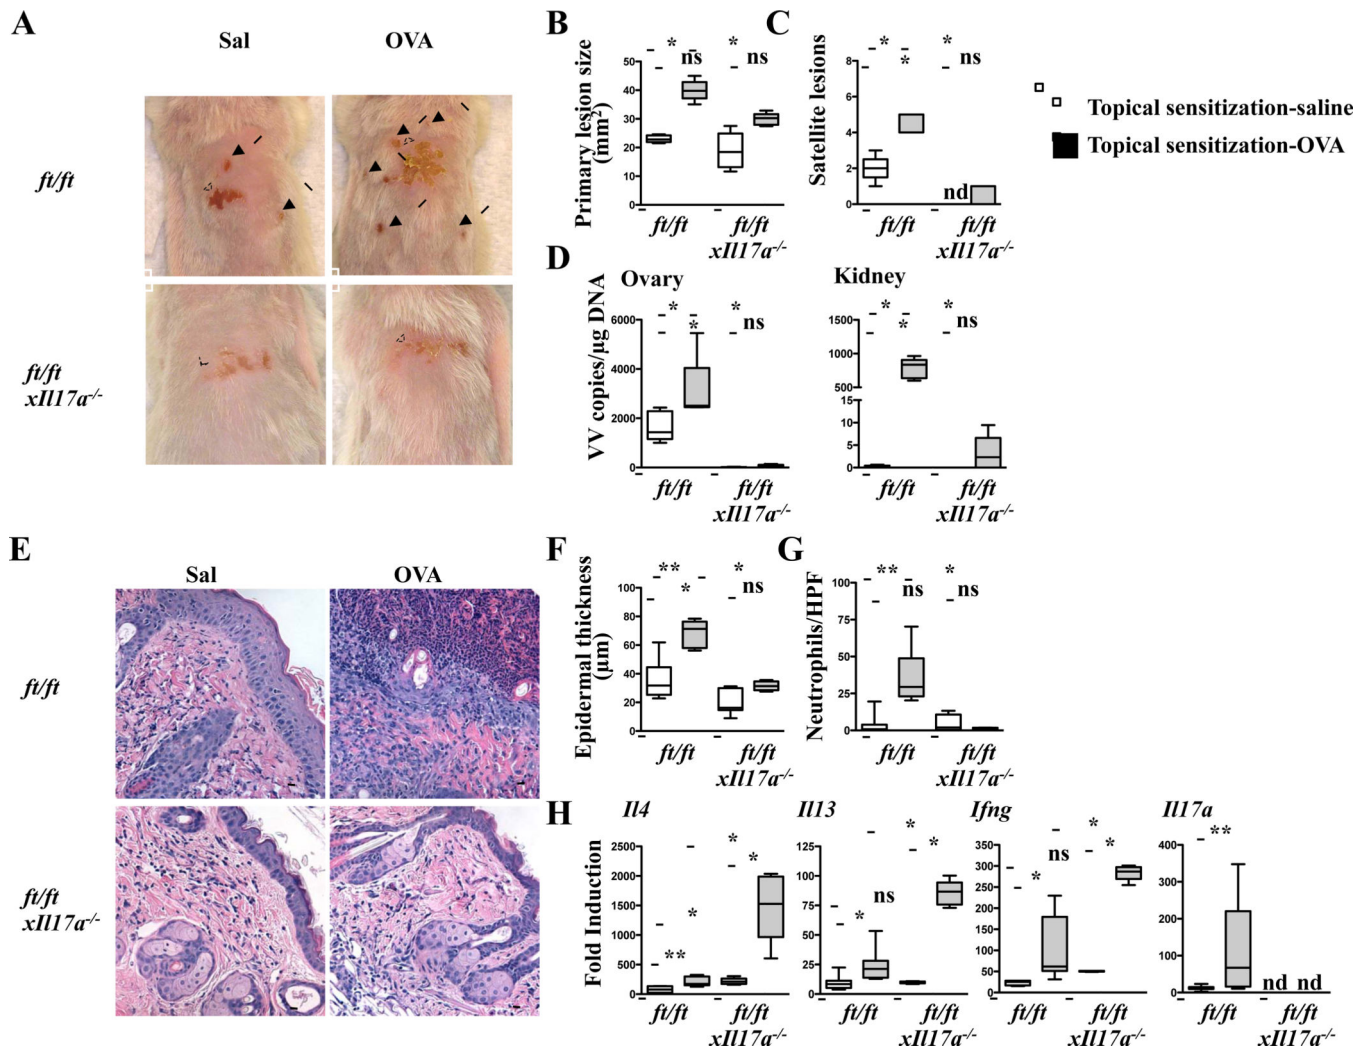 A
Sal
OVA
ft/ft
ft/ft
xIl17a-/-
B
Primary lesion size
(mm2)
50
40
30
20
10
0
*
ns
*
ns
ft/ft
ft/ft
xIl17a-/-
C
Satellite lesions
8
6
4
2
0
*
*
*
ns
nd
ft/ft
ft/ft
xIl17a-/-
Topical sensitization-saline
Topical sensitization-OVA
D
Ovary
VV copies/µg DNA
6000
4000
2000
0
*
*
*
ns
ft/ft
ft/ft
xIl17a-/-
Kidney
1500
1000
500
15
10
5
0
*
*
*
ns
ft/ft
ft/ft
xIl17a-/-
E
Sal
OVA
ft/ft
ft/ft
xIl17a-/-
F
Epidermal thickness
(µm)
100
80
60
40
20
0
**
*
*
ns
ft/ft
ft/ft
xIl17a-/-
G
Neutrophils/HPF
100
75
50
25
0
**
ns
*
ns
ft/ft
ft/ft
xIl17a-/-
H
Fold Induction
Il4
2500
2000
1500
1000
500
0
**
*
*
*
ft/ft
ft/ft
xIl17a-/-
Il13
125
100
75
50
25
0
*
ns
*
*
ft/ft
ft/ft
xIl17a-/-
Ifng
350
300
250
200
150
100
50
0
*
ns
*
*
ft/ft
ft/ft
xIl17a-/-
Il17a
400
300
200
100
0
**
nd
nd
ft/ft
ft/ft
xIl17a-/-